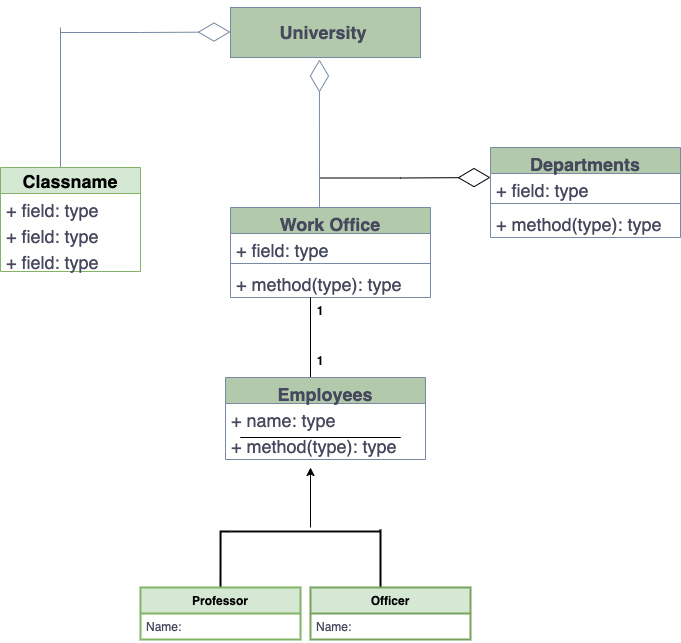 University
Classname
+ field: type
+ field: type
+ field: type
Departments
+ field: type
+ method(type): type
Work Office
+ field: type
+ method(type): type
1
1
Employees
+ name: type
+ method(type): type
Professor
Name:
Officer
Name: